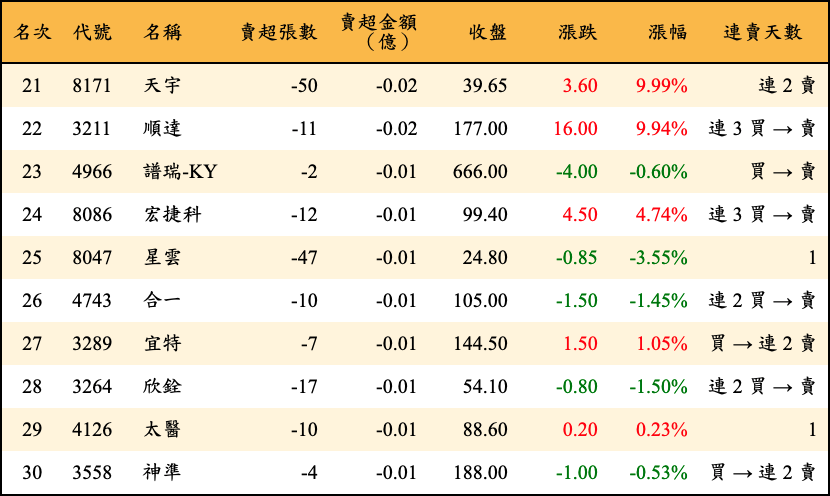 名次 代號 名稱 賣超張數 賣超金額（億） 收盤 漲跌 漲幅 連賣天數
21 8171 天宇 -50 -0.02 39.65 3.60 9.99% 連 2 賣
22 3211 順達 -11 -0.02 177.00 16.00 9.94% 連 3 買 → 賣
23 4966 譜瑞-KY -2 -0.01 666.00 -4.00 -0.60% 買 → 賣
24 8086 宏捷科 -12 -0.01 99.40 4.50 4.74% 連 3 買 → 賣
25 8047 星雲 -47 -0.01 24.80 -0.85 -3.55% 1
26 4743 合一 -10 -0.01 105.00 -1.50 -1.45% 連 2 買 → 賣
27 3289 宜特 -7 -0.01 144.50 1.50 1.05% 買 → 連 2 賣
28 3264 欣銓 -17 -0.01 54.10 -0.80 -1.50% 連 2 買 → 賣
29 4126 太醫 -10 -0.01 88.60 0.20 0.23% 1
30 3558 神準 -4 -0.01 188.00 -1.00 -0.53% 買 → 連 2 賣